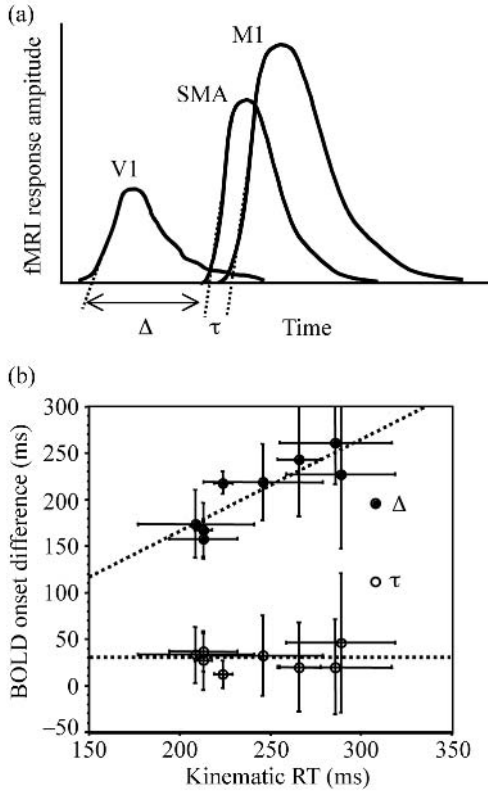 (a)
M1
SMA
V1
fMRI response ampitude
Δ
τ
Time
(b)
300
250
200
150
100
50
0
−50
BOLD onset difference (ms)
Δ
τ
150
200
250
300
350
Kinematic RT (ms)